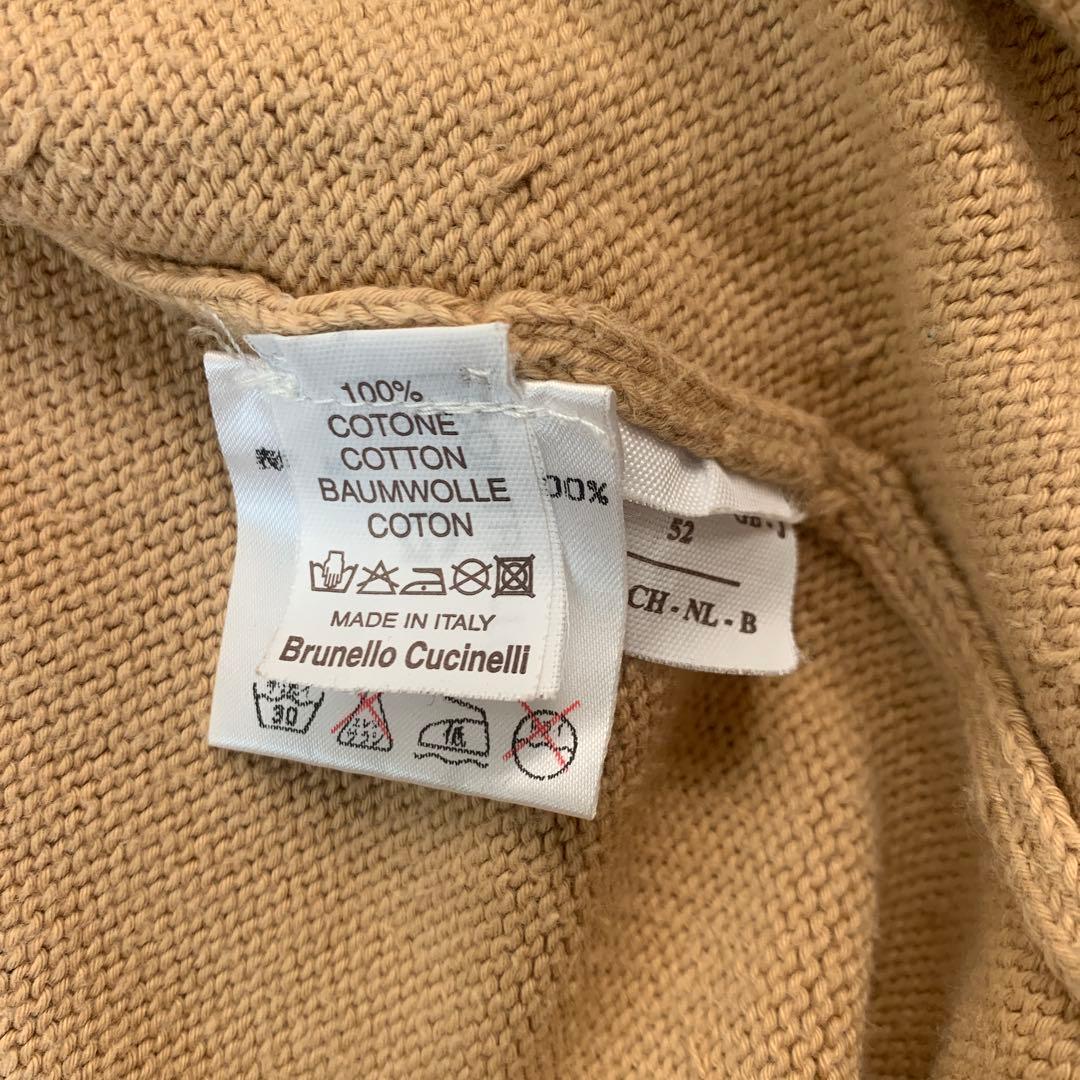 100%
COTONE
COTTON
BAUMWOLLE
COTON
MADE IN ITALY
Brunello Cucinelli
00%
30
52
CH - NL - B